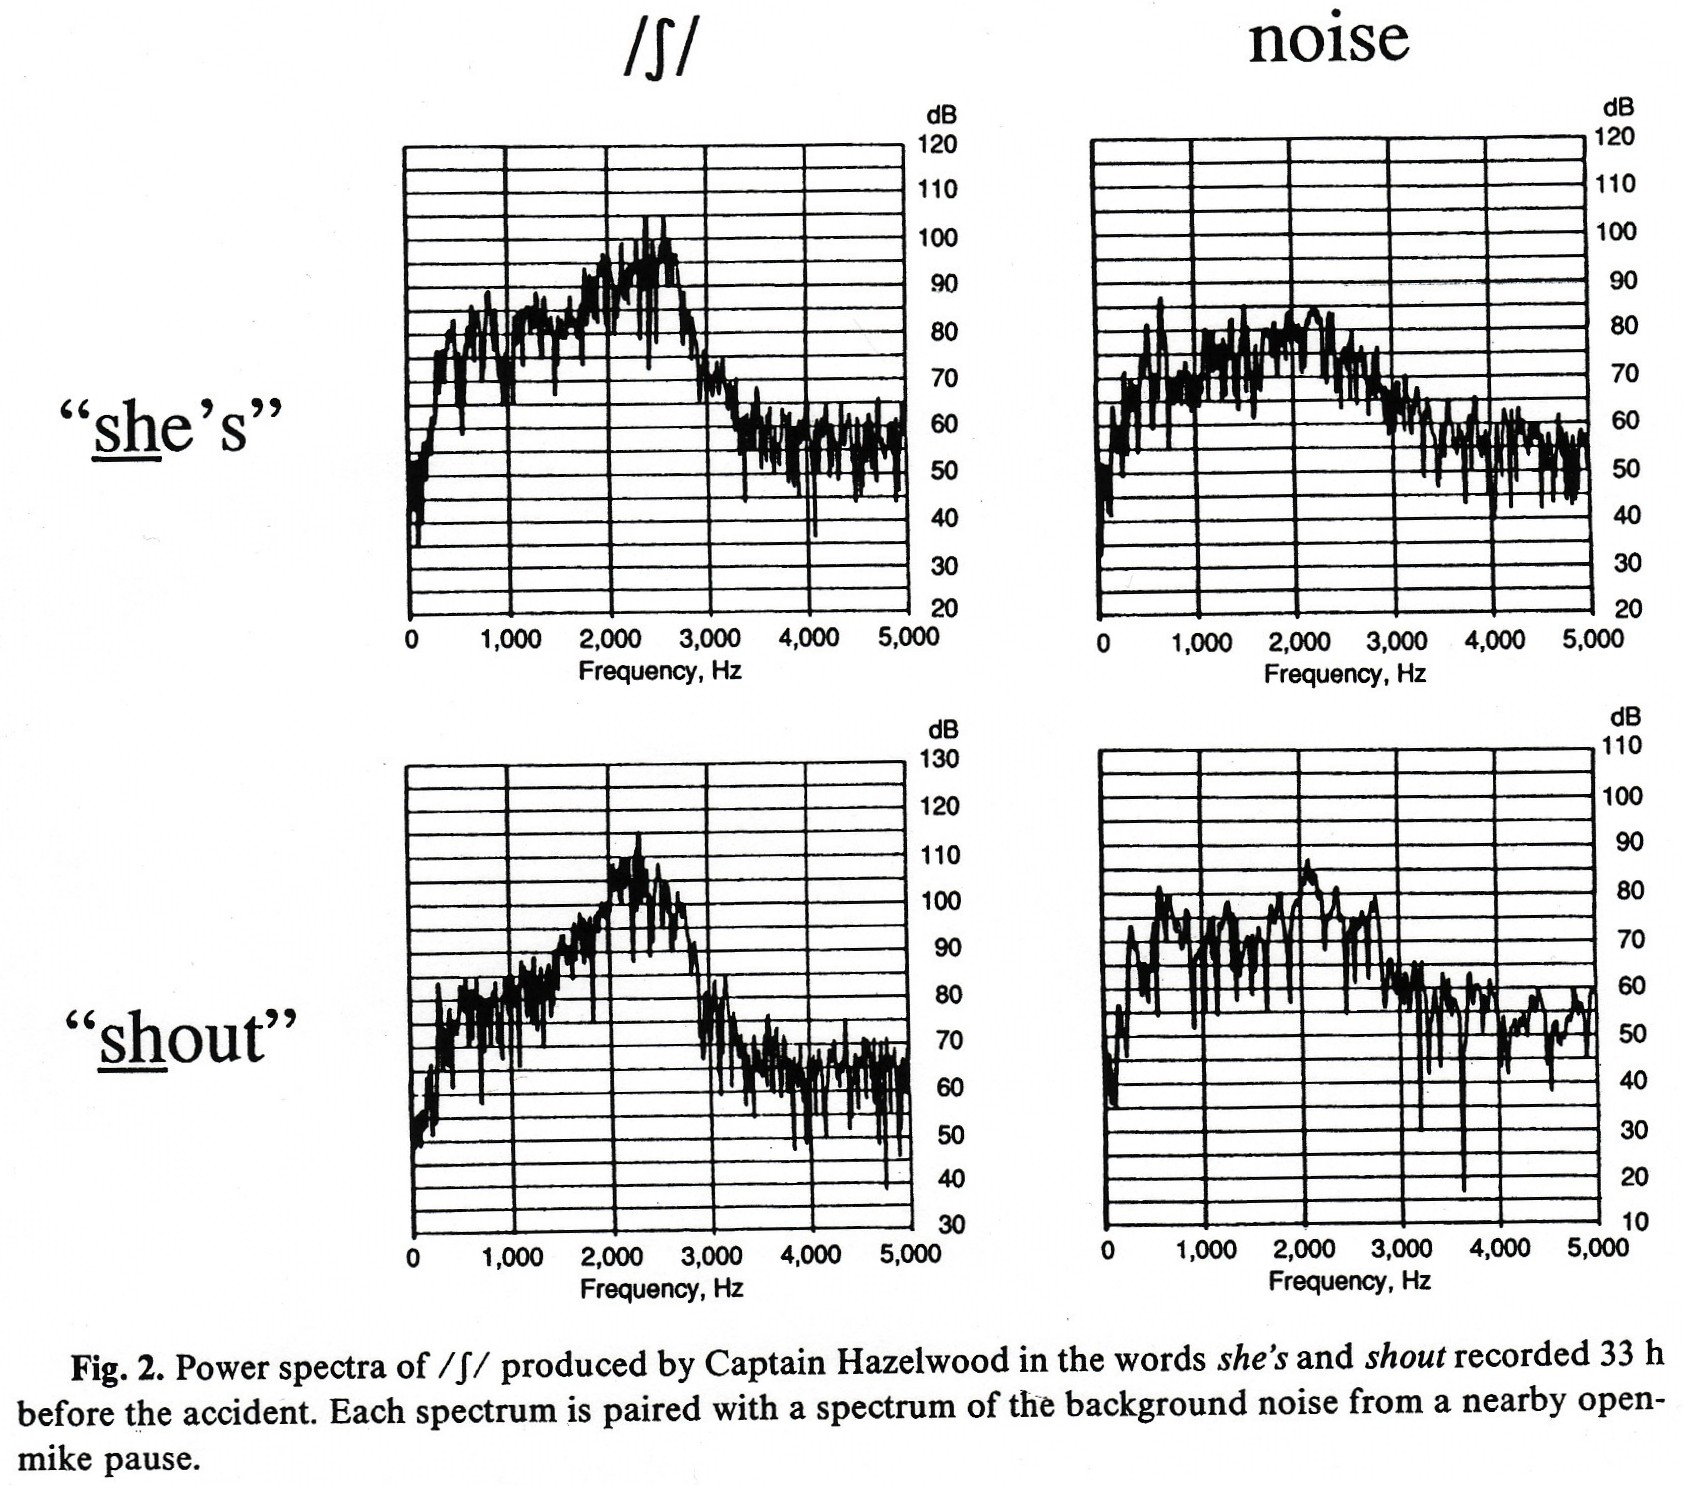 /ʃ/
noise
dB
120
110
100
90
80
70
60
50
40
30
20
0 1,000 2,000 3,000 4,000 5,000
Frequency, Hz
dB
120
110
100
90
80
70
60
50
40
30
20
0 1,000 2,000 3,000 4,000 5,000
Frequency, Hz
“she’s”
dB
130
120
110
100
90
80
70
60
50
40
30
0 1,000 2,000 3,000 4,000 5,000
Frequency, Hz
dB
110
100
90
80
70
60
50
40
30
20
10
0 1,000 2,000 3,000 4,000 5,000
Frequency, Hz
“shout”
Fig. 2. Power spectra of /ʃ/ produced by Captain Hazelwood in the words she's and shout recorded 33 h
before the accident. Each spectrum is paired with a spectrum of the background noise from a nearby open-
mike pause.